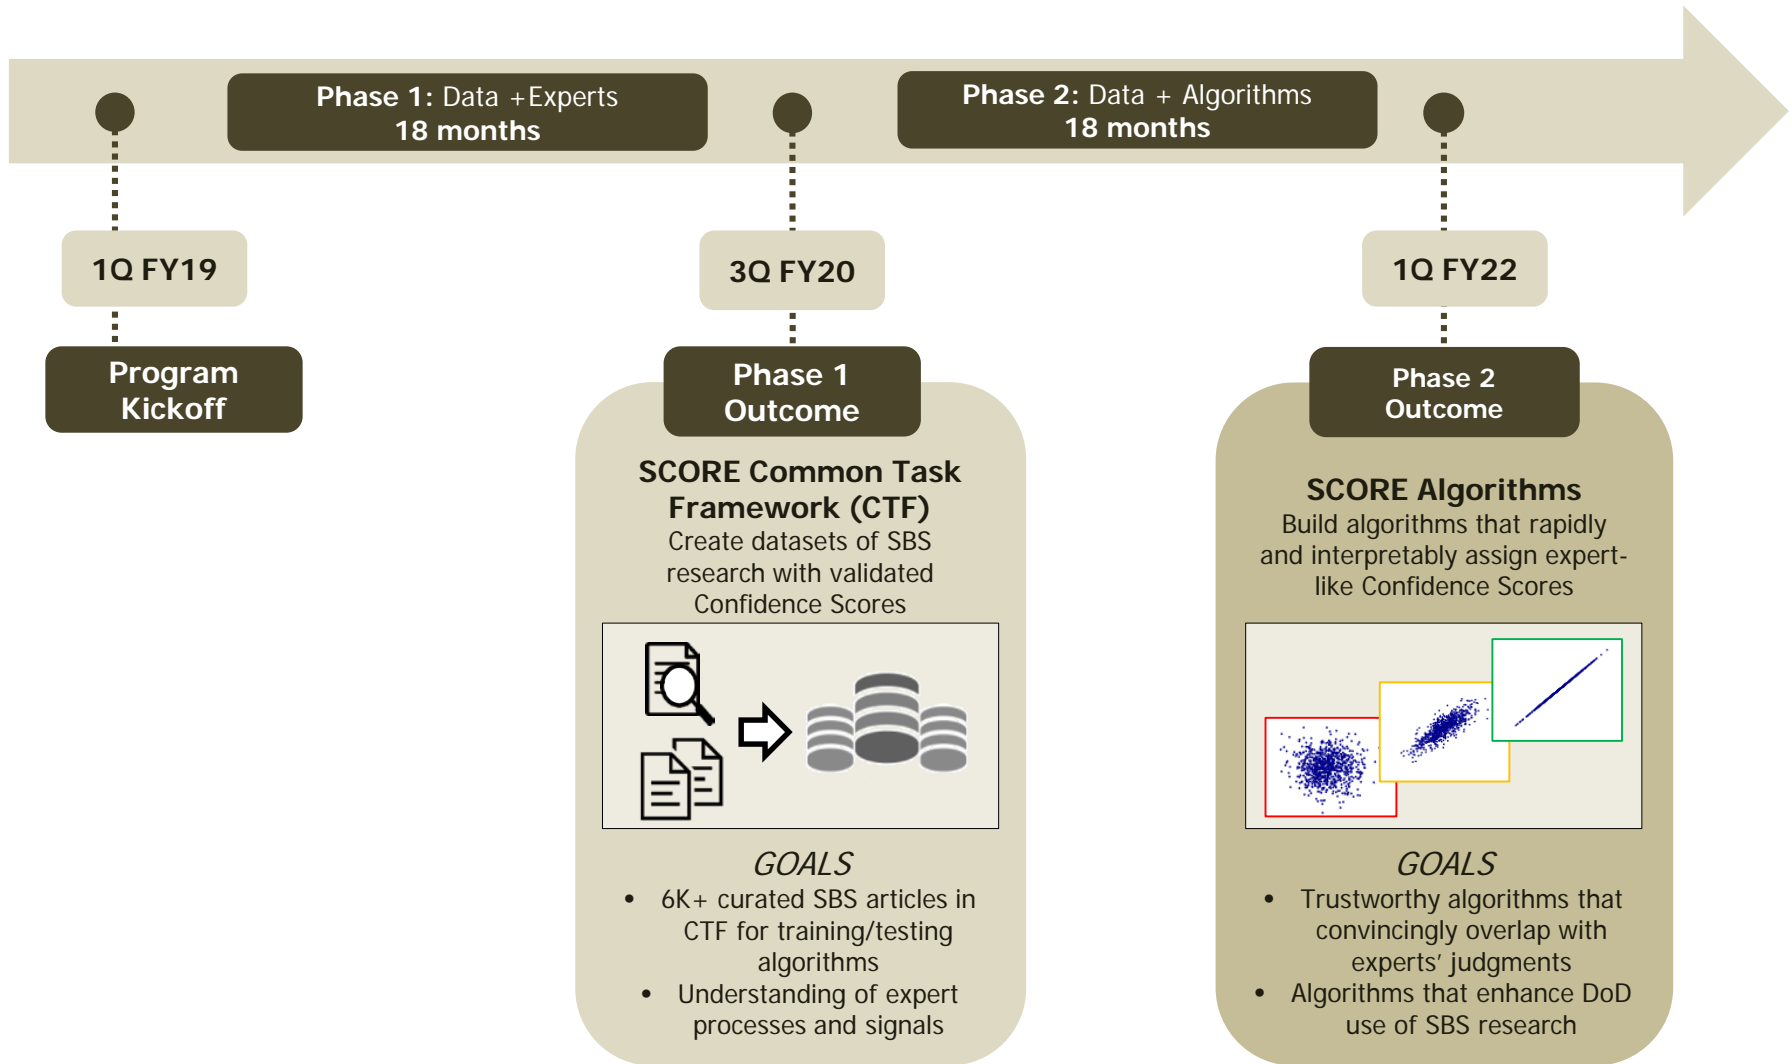 Phase 1: Data +Experts
18 months
Phase 2: Data + Algorithms
18 months
1Q FY19
3Q FY20
1Q FY22
Program
Kickoff
Phase 1
Outcome
SCORE Common Task
Framework (CTF)
Create datasets of SBS
research with validated
Confidence Scores
GOALS
• 6K+ curated SBS articles in
CTF for training/testing
algorithms
• Understanding of expert
processes and signals
Phase 2
Outcome
SCORE Algorithms
Build algorithms that rapidly
and interpretably assign expert-
like Confidence Scores
GOALS
• Trustworthy algorithms that
convincingly overlap with
experts' judgments
• Algorithms that enhance DoD
use of SBS research